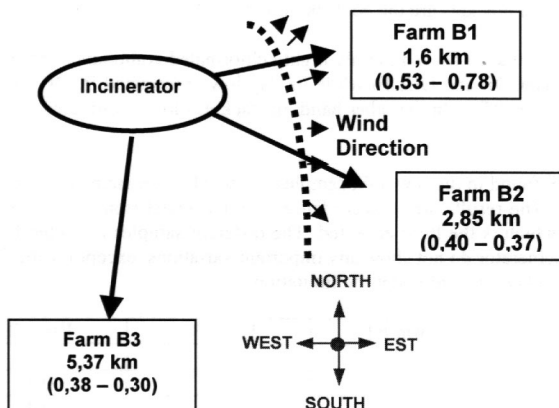 Farm B1
1,6 km
(0,53 – 0,78)
Incinerator
Wind
Direction
Farm B2
2,85 km
(0,40 – 0,37)
NORTH
WEST
EST
SOUTH
Farm B3
5,37 km
(0,38 – 0,30)